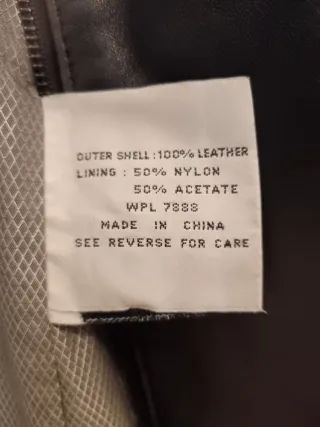 OUTER SHELL : 100% LEATHER
LINING : 50% NYLON
50% ACETATE
WPL 7888
MADE IN CHINA
SEE REVERSE FOR CARE